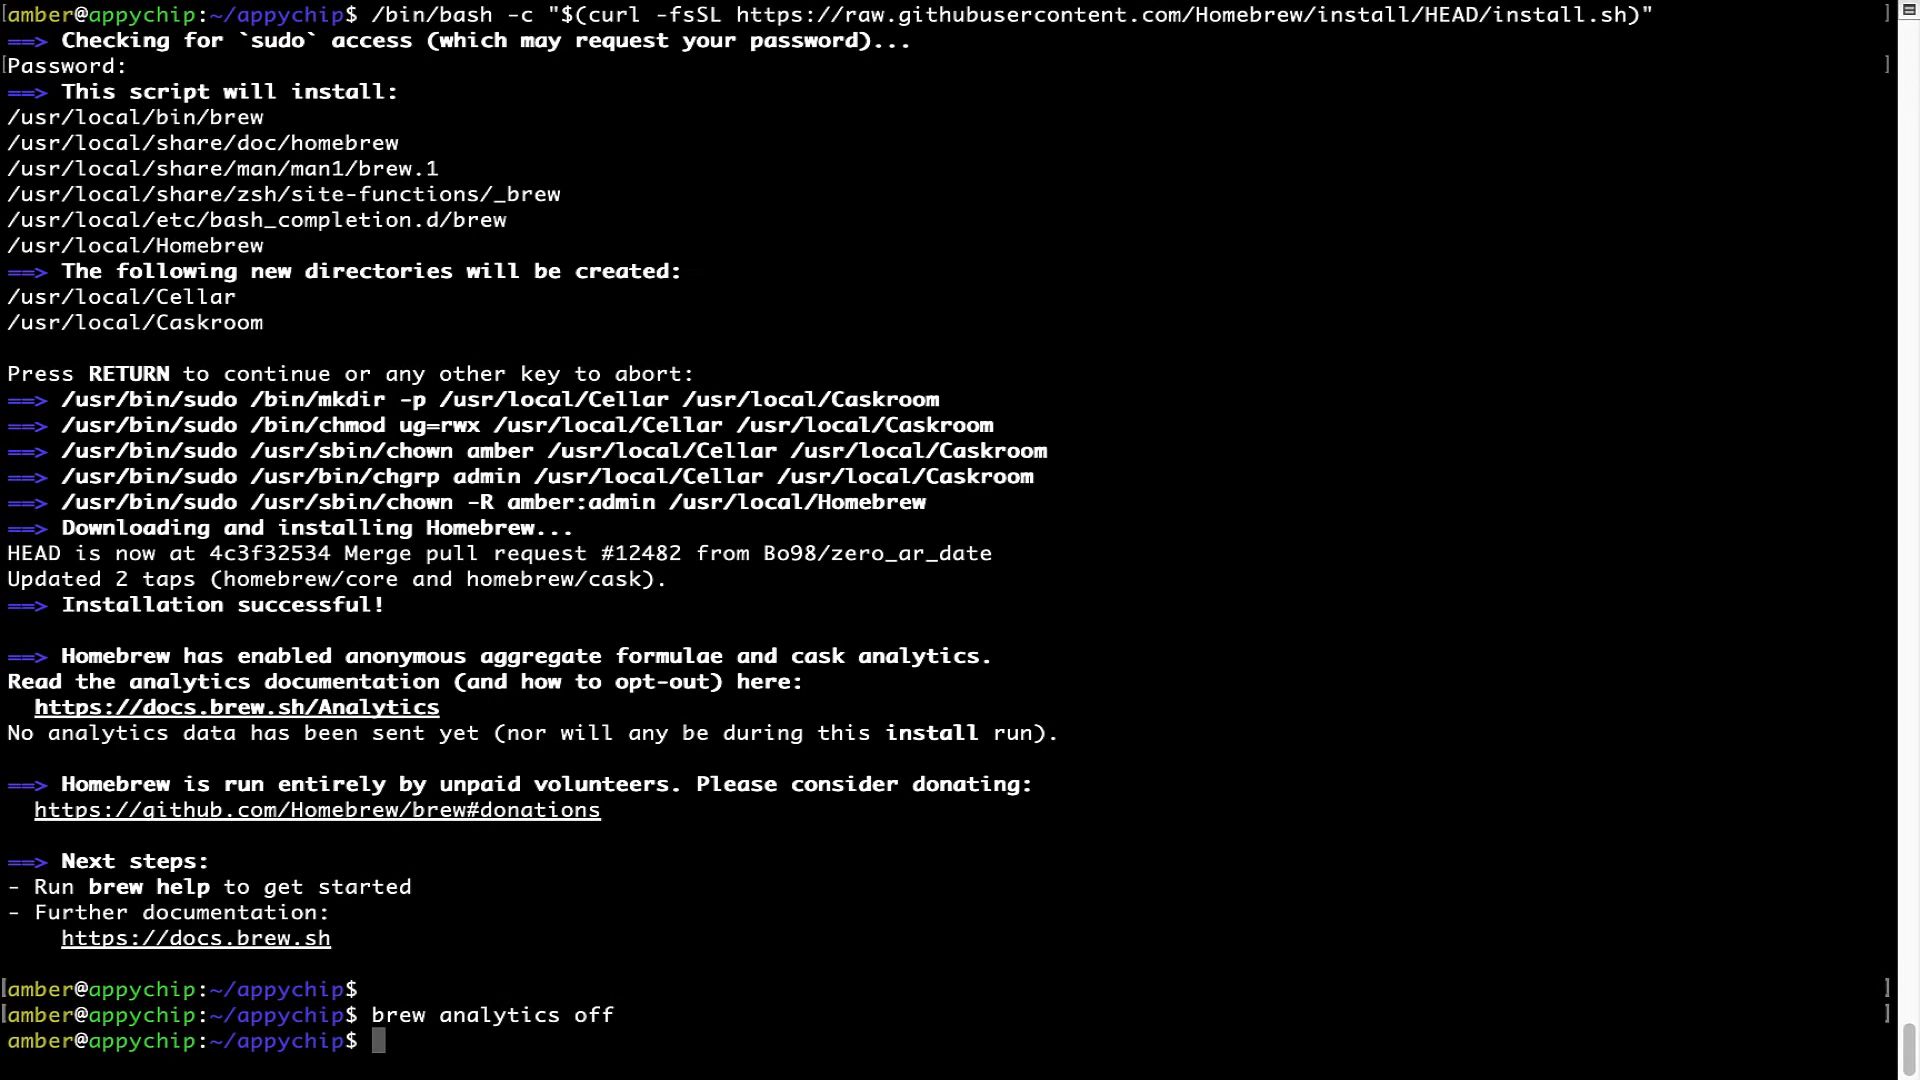 amber@appychip:~/appychip$ /bin/bash -c "$(curl -fsSL https://raw.githubusercontent.com/Homebrew/install/HEAD/install.sh)"
==> Checking for `sudo` access (which may request your password)...
Password:
==> This script will install:
/usr/local/bin/brew
/usr/local/share/doc/homebrew
/usr/local/share/man/man1/brew.1
/usr/local/share/zsh/site-functions/_brew
/usr/local/etc/bash_completion.d/brew
/usr/local/Homebrew
==> The following new directories will be created:
/usr/local/Cellar
/usr/local/Caskroom
Press RETURN to continue or any other key to abort:
==> /usr/bin/sudo /bin/mkdir -p /usr/local/Cellar /usr/local/Caskroom
==> /usr/bin/sudo /bin/chmod ug=rwx /usr/local/Cellar /usr/local/Caskroom
==> /usr/bin/sudo /usr/sbin/chown amber /usr/local/Cellar /usr/local/Caskroom
==> /usr/bin/sudo /usr/bin/chgrp admin /usr/local/Cellar /usr/local/Caskroom
==> /usr/bin/sudo /usr/sbin/chown -R amber:admin /usr/local/Homebrew
==> Downloading and installing Homebrew...
HEAD is now at 4c3f32534 Merge pull request #12482 from Bo98/zero_ar_date
Updated 2 taps (homebrew/core and homebrew/cask).
==> Installation successful!
==> Homebrew has enabled anonymous aggregate formulae and cask analytics.
Read the analytics documentation (and how to opt-out) here:
https://docs.brew.sh/Analytics
No analytics data has been sent yet (nor will any be during this install run).
==> Homebrew is run entirely by unpaid volunteers. Please consider donating:
https://github.com/Homebrew/brew#donations
==> Next steps:
- Run brew help to get started
- Further documentation:
https://docs.brew.sh
amber@appychip:~/appychip$
amber@appychip:~/appychip$ brew analytics off
amber@appychip:~/appychip$